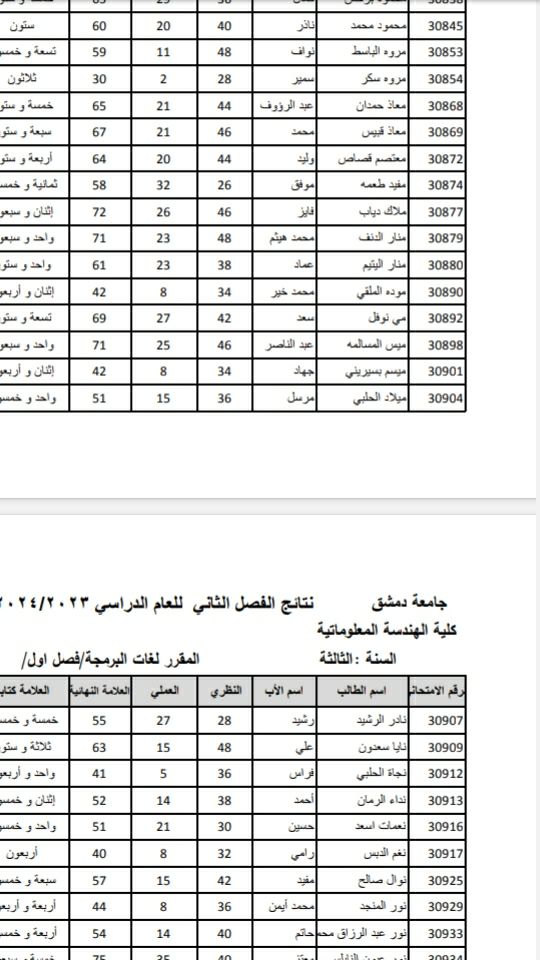 30845 محمود محمد نادر 40 20 60 ستون
30853 مروه الباسط نواف 48 11 59 تسعة و خمس
30854 مروه سكر سمير 28 2 30 ثلاثون
30868 معاذ حمدان عبد الرؤوف 44 21 65 خمسة و ستو
30869 معاذ قبيس محمد 46 21 67 سبعة و ستو
30872 معتصم قصاص وليد 44 20 64 أربعة و ستو
30874 مفيد طعمه موفق 26 32 58 ثمانية و خمس
30877 ملاك دياب فايز 46 26 72 إثنان و سبعو
30879 منار الدنف محمد هيثم 48 23 71 واحد و سبعو
30880 منار اليتيم عماد 38 23 61 واحد و ستو
30890 موده الملقي محمد خير 34 8 42 إثنان و أربعو
30892 مي نوفل سعد 42 27 69 تسعة و ستو
30898 ميس المسالمه عبد الناصر 46 25 71 واحد و سبعو
30901 ميسم بسيريني جهاد 34 8 42 إثنان و أربعو
30904 ميلاد الحلبي مرسل 36 15 51 واحد و خمس
جامعة دمشق نتائج الفصل الثاني للعام الدراسي ٢٠٢٤/٢٠٢٣
كلية الهندسة المعلوماتية
السنة : الثالثة المقرر لغات البرمجة/فصل اول/
رقم الامتحان اسم الطالب اسم الأب النظري العملي العلامة النهائية العلامة كتاب
30907 نادر الرشيد رشيد 28 27 55 خمسة و خمس
30909 نايا سعدون علي 48 15 63 ثلاثة و ستو
30912 نجاة الحلبي فراس 36 5 41 واحد و أربعو
30913 نداء الرمان أحمد 38 14 52 إثنان و خمس
30916 نعمات اسعد حسين 30 21 51 واحد و خمس
30917 نغم الدبس رامي 32 8 40 أربعون
30925 نوال صالح مفيد 42 15 57 سبعة و خمس
30929 نور المنجد محمد أيمن 36 8 44 أربعة و أربعو
30933 نور عبد الرزاق محمد حاتم 40 14 54 أربعة و خمس